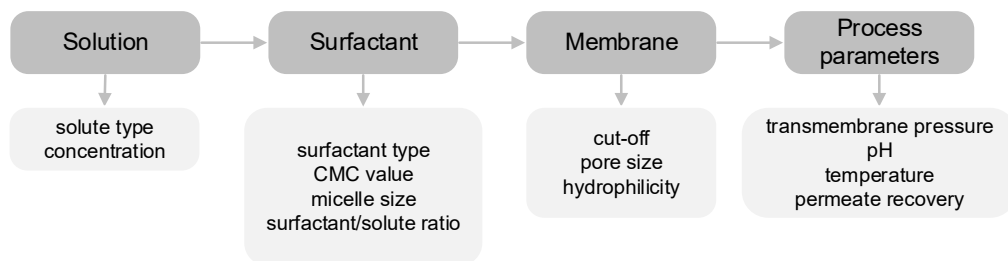 Solution
Surfactant
Membrane
Process
parameters
solute type
concentration
surfactant type
CMC value
micelle size
surfactant/solute ratio
cut-off
pore size
hydrophilicity
transmembrane pressure
pH
temperature
permeate recovery